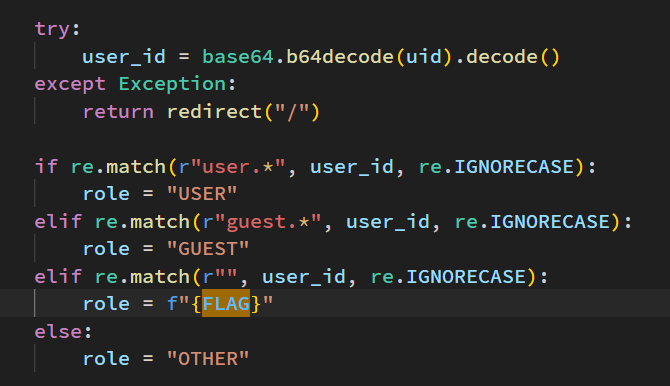 try:
user_id = base64.b64decode(uid).decode()
except Exception:
return redirect("/")
if re.match(r"user.*", user_id, re.IGNORECASE):
role = "USER"
elif re.match(r"guest.*", user_id, re.IGNORECASE):
role = "GUEST"
elif re.match(r"", user_id, re.IGNORECASE):
role = f"{FLAG}"
else:
role = "OTHER"